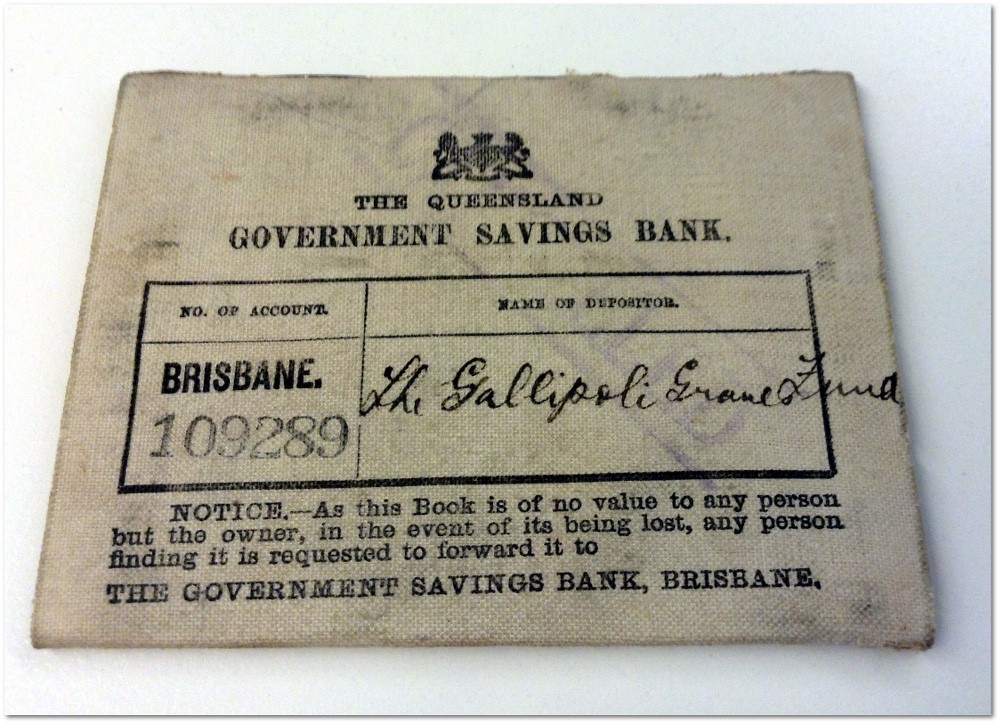 THE QUEENSLAND
GOVERNMENT SAVINGS BANK.
NO. OF ACCOUNT.
NAME OF DEPOSITOR.
BRISBANE.
109289
The Gallipoli Graves Fund
NOTICE.—As this Book is of no value to any person
but the owner, in the event of its being lost, any person
finding it is requested to forward it to
THE GOVERNMENT SAVINGS BANK, BRISBANE.